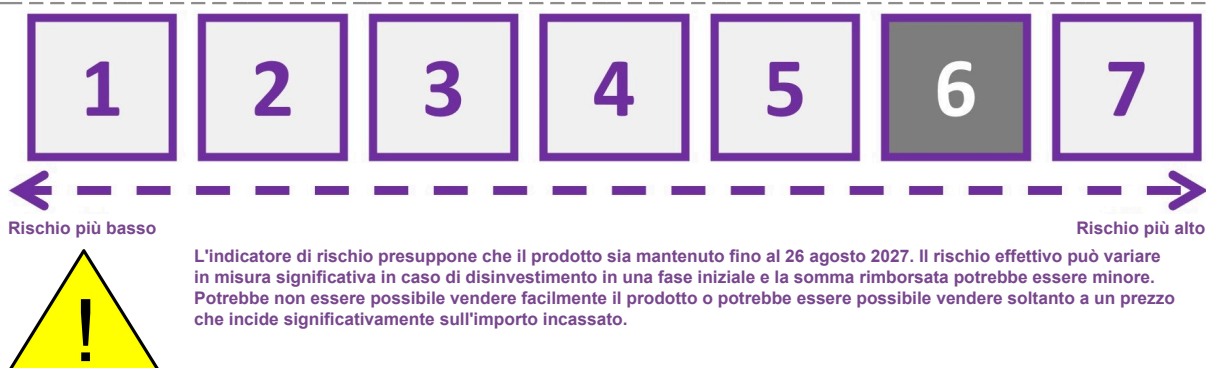 1 2 3 4 5 6 7
Rischio più basso Rischio più alto
L'indicatore di rischio presuppone che il prodotto sia mantenuto fino al 26 agosto 2027. Il rischio effettivo può variare
in misura significativa in caso di disinvestimento in una fase iniziale e la somma rimborsata potrebbe essere minore.
Potrebbe non essere possibile vendere facilmente il prodotto o potrebbe essere possibile vendere soltanto a un prezzo
che incide significativamente sull'importo incassato.
!